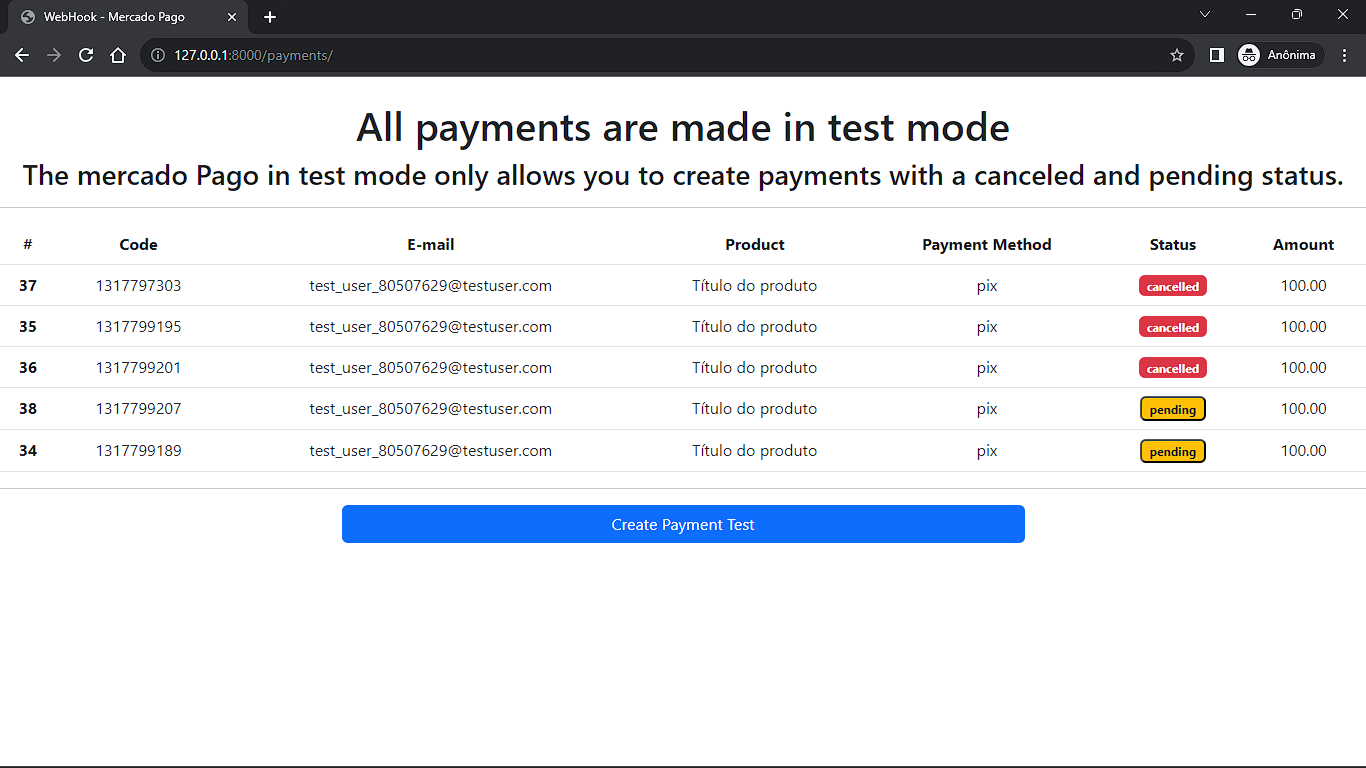 WebHook - Mercado Pago
127.0.0.1:8000/payments/
Anônima
All payments are made in test mode
The mercado Pago in test mode only allows you to create payments with a canceled and pending status.
# Code E-mail Product Payment Method Status Amount
37 1317797303 test_user_80507629@testuser.com Título do produto pix cancelled 100.00
35 1317799195 test_user_80507629@testuser.com Título do produto pix cancelled 100.00
36 1317799201 test_user_80507629@testuser.com Título do produto pix cancelled 100.00
38 1317799207 test_user_80507629@testuser.com Título do produto pix pending 100.00
34 1317799189 test_user_80507629@testuser.com Título do produto pix pending 100.00
Create Payment Test